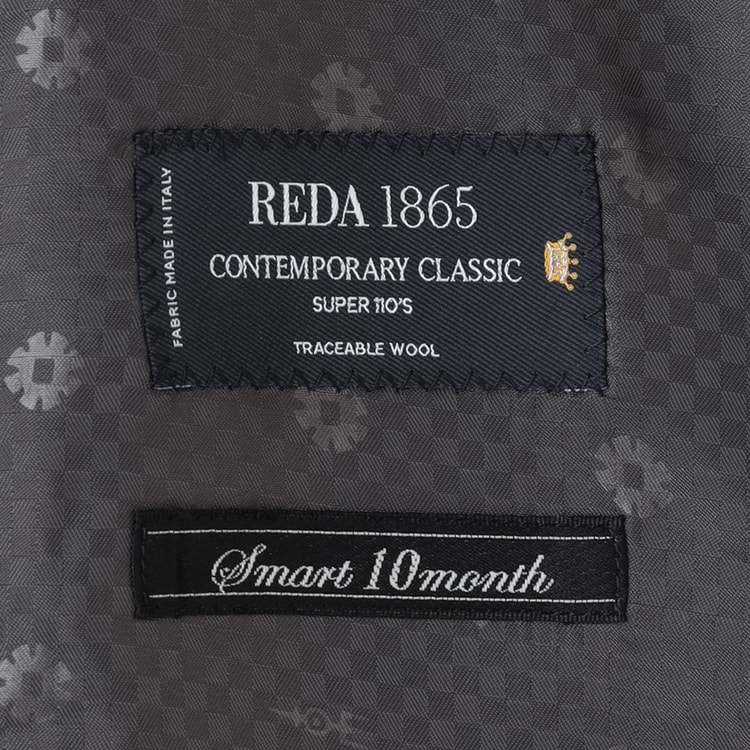 FABRIC MADE IN ITALY
REDA 1865
CONTEMPORARY CLASSIC
SUPER 110'S
TRACEABLE WOOL
Smart 10month